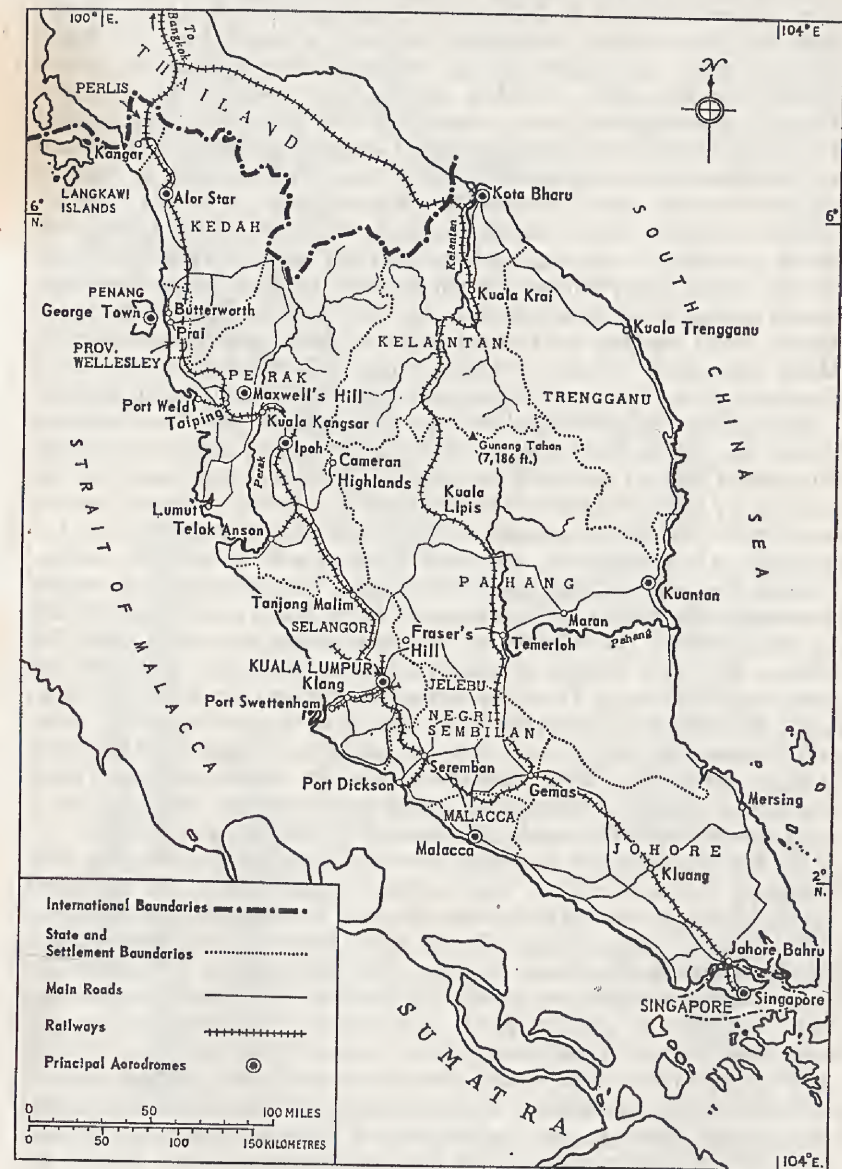 100° E.
104° E
To
Bangkok
THAILAND
PERLIS
Kangar
LANGKAWI
ISLANDS
Alor Star
KEDAH
6°
N.
6°
Kota Bharu
Kelantan
Kuala Krai
PENANG
George Town
Butterworth
Prai
PROV.
WELLESLEY
KELANTAN
Kuala Trengganu
SOUTH CHINA SEA
PERAK
Maxwell's Hill
TRENGGANU
Port Weld
Taiping
Kuala Kangsar
Ipoh
Perak
Gunang Tahan
(7,186 ft.)
Cameran
Highlands
Kuala
Lipis
Lumut
Telok Anson
STRAIT OF MALACCA
PAHANG
Kuantan
Maran
Tanjong Malim
SELANGOR
Fraser's
Hill
Temerloh
Pahang
KUALA LUMPUR
Klang
JELEBU
Port Swettenham
NEGRI
SEMBILAN
Seremban
Port Dickson
Gemas
Mersing
MALACCA
Malacca
JOHORE
Kluang
2°
N.
Johore Bahru
SINGAPORE
Singapore
SUMATRA
International Boundaries
State and
Settlement Boundaries
Main Roads
Railways
Principal Aerodromes
0 50 100 MILES
0 50 100 150 KILOMETRES
104° E.
N